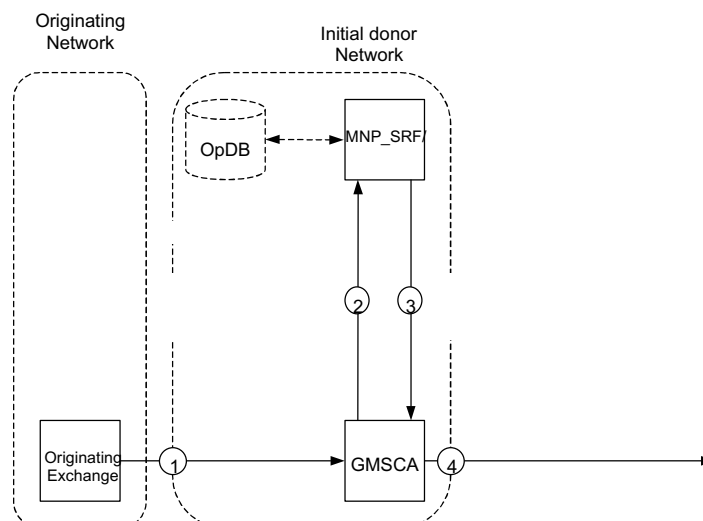 Originating
Network
Initial donor
Network
OpDB
MNP_SRF/
2
3
Originating
Exchange
1
GMSCA
4